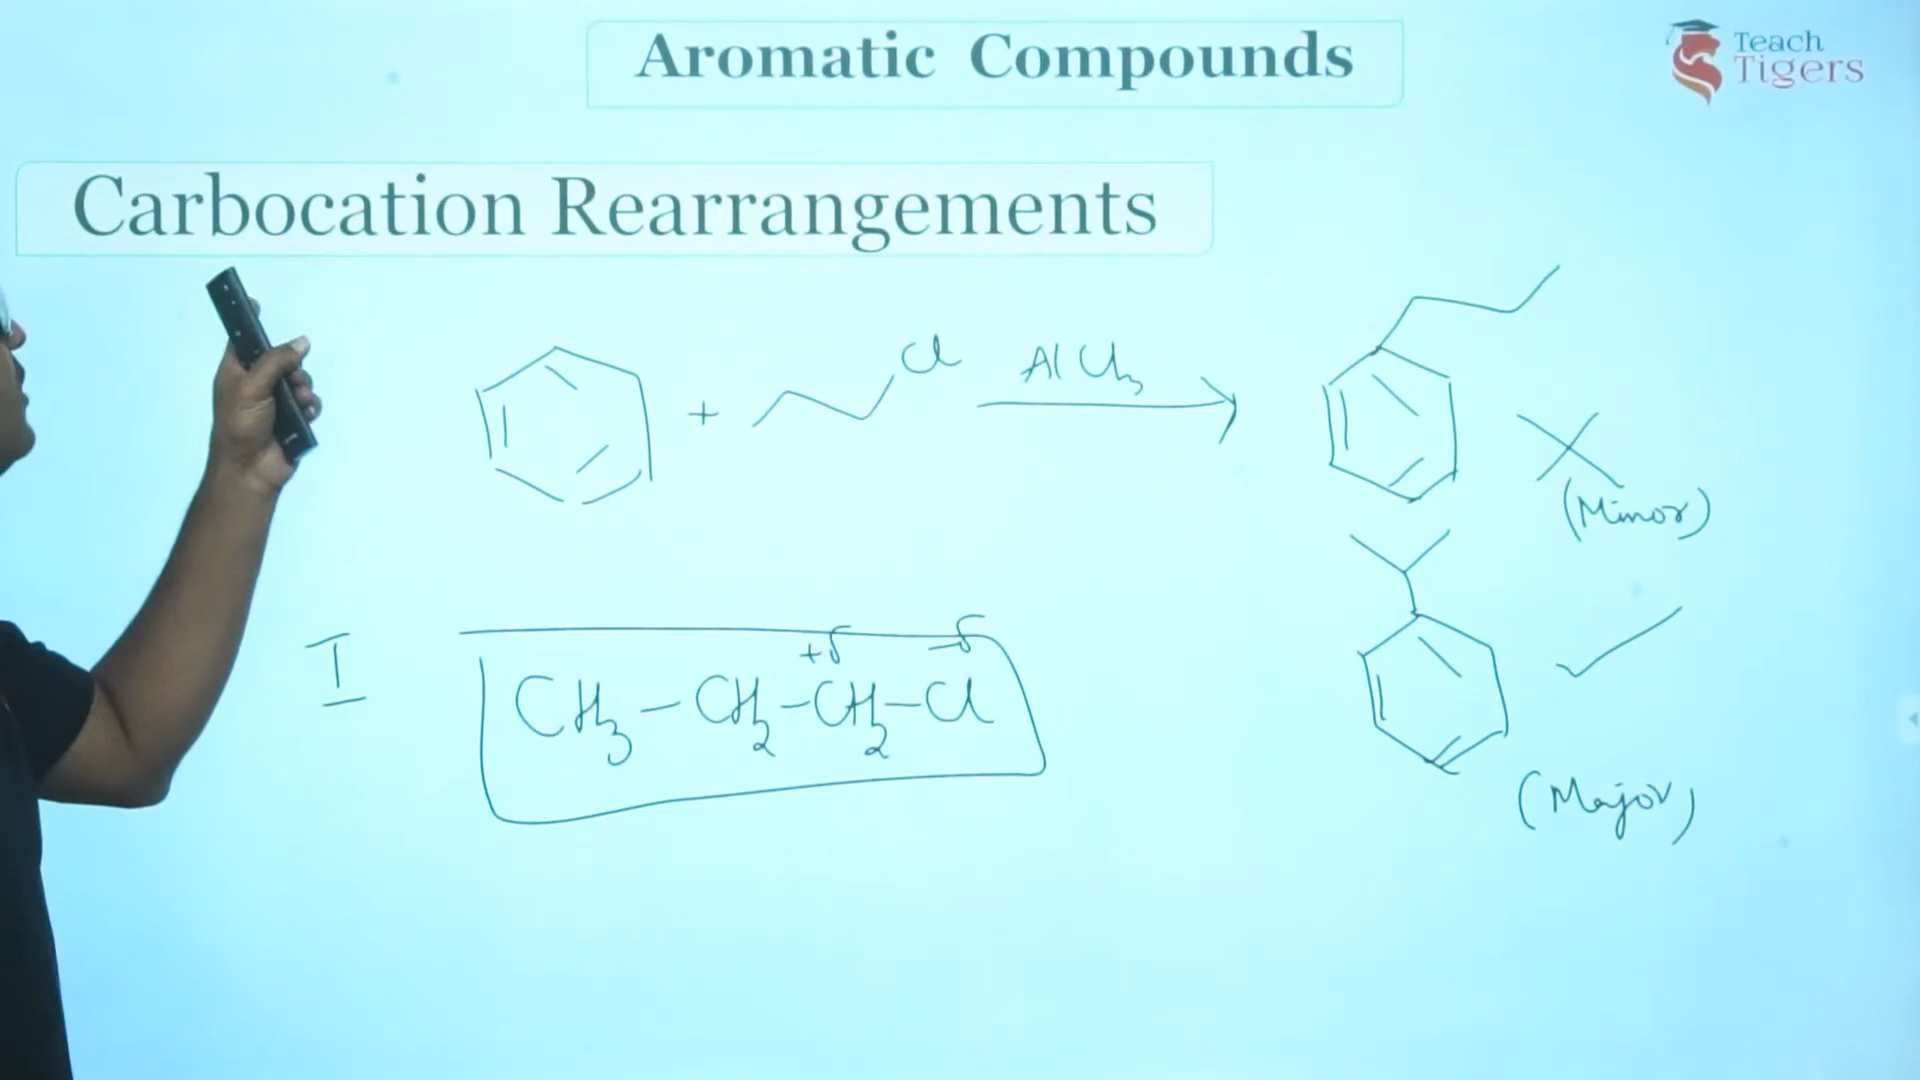 Aromatic Compounds
Teach
Tigers
Carbocation Rearrangements
+ Cl AlCl3
(Minor)
I
+δ -δ
CH3-CH2-CH2-Cl
(Major)